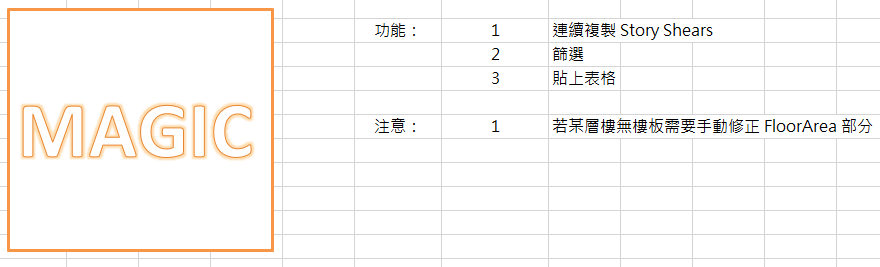 MAGIC
功能： 1 連續複製 Story Shears
2 篩選
3 貼上表格
注意： 1 若某層樓無樓板需要手動修正 FloorArea 部分